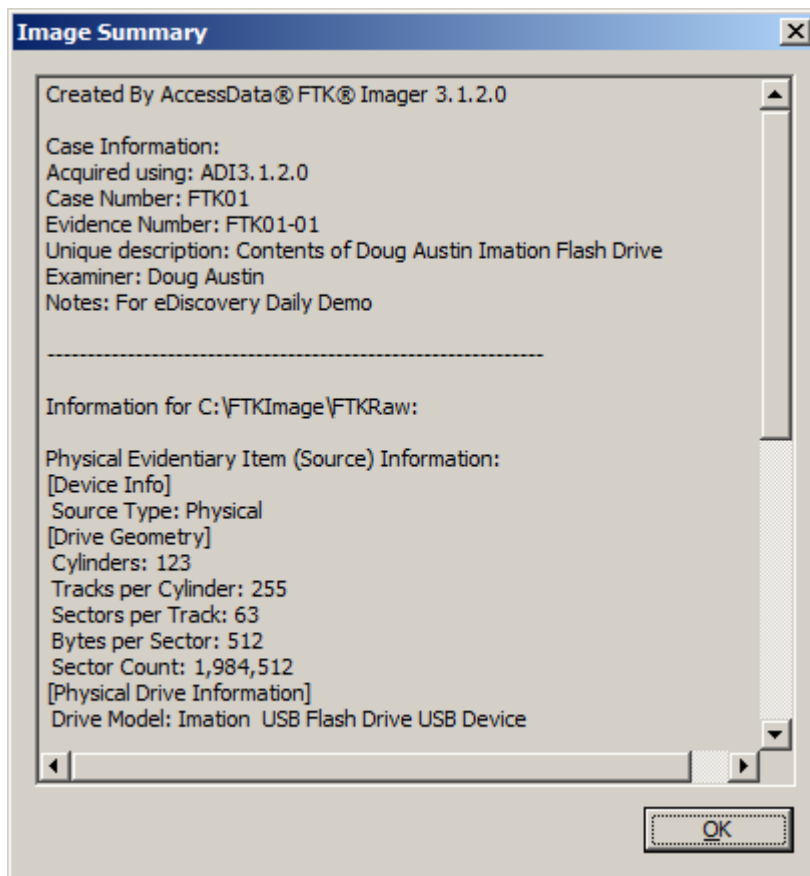 Image Summary
Created By AccessData® FTK® Imager 3.1.2.0
Case Information:
Acquired using: ADI3.1.2.0
Case Number: FTK01
Evidence Number: FTK01-01
Unique description: Contents of Doug Austin Imation Flash Drive
Examiner: Doug Austin
Notes: For eDiscovery Daily Demo
--------------------------------------------------------------
Information for C:\FTKImage\FTKRaw:
Physical Evidentiary Item (Source) Information:
[Device Info]
Source Type: Physical
[Drive Geometry]
Cylinders: 123
Tracks per Cylinder: 255
Sectors per Track: 63
Bytes per Sector: 512
Sector Count: 1,984,512
[Physical Drive Information]
Drive Model: Imation  USB Flash Drive USB Device
OK